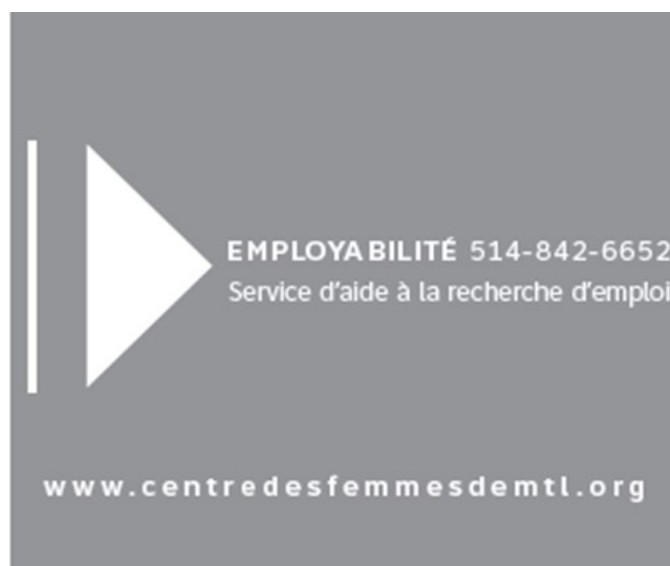 EMPLOYABILITÉ 514-842-6652
Service d'aide à la recherche d'emploi
www.centredesfemmesdemtl.org